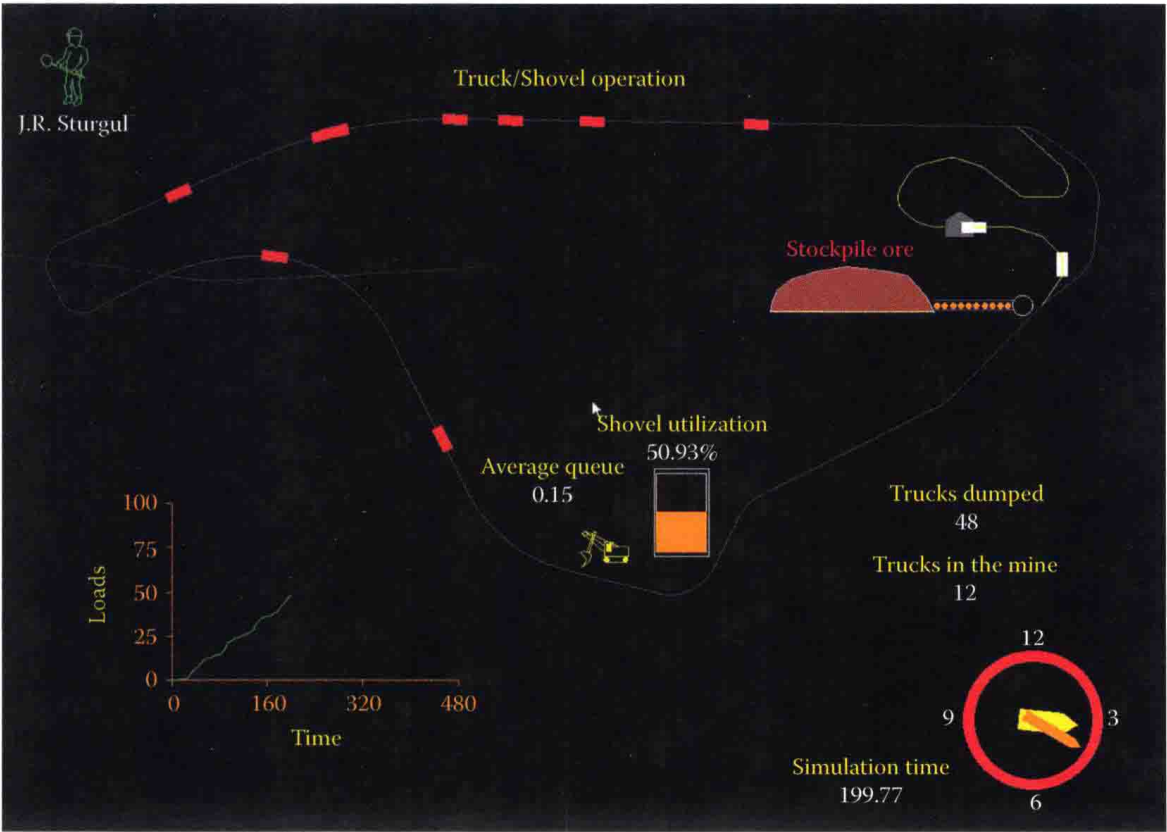 J.R. Sturgul
Truck/Shovel operation
Stockpile ore
Shovel utilization
50.93%
Average queue
0.15
Trucks dumped
48
Trucks in the mine
12
100
75
50
25
0
Loads
0 160 320 480
Time
12
9 3
6
Simulation time
199.77